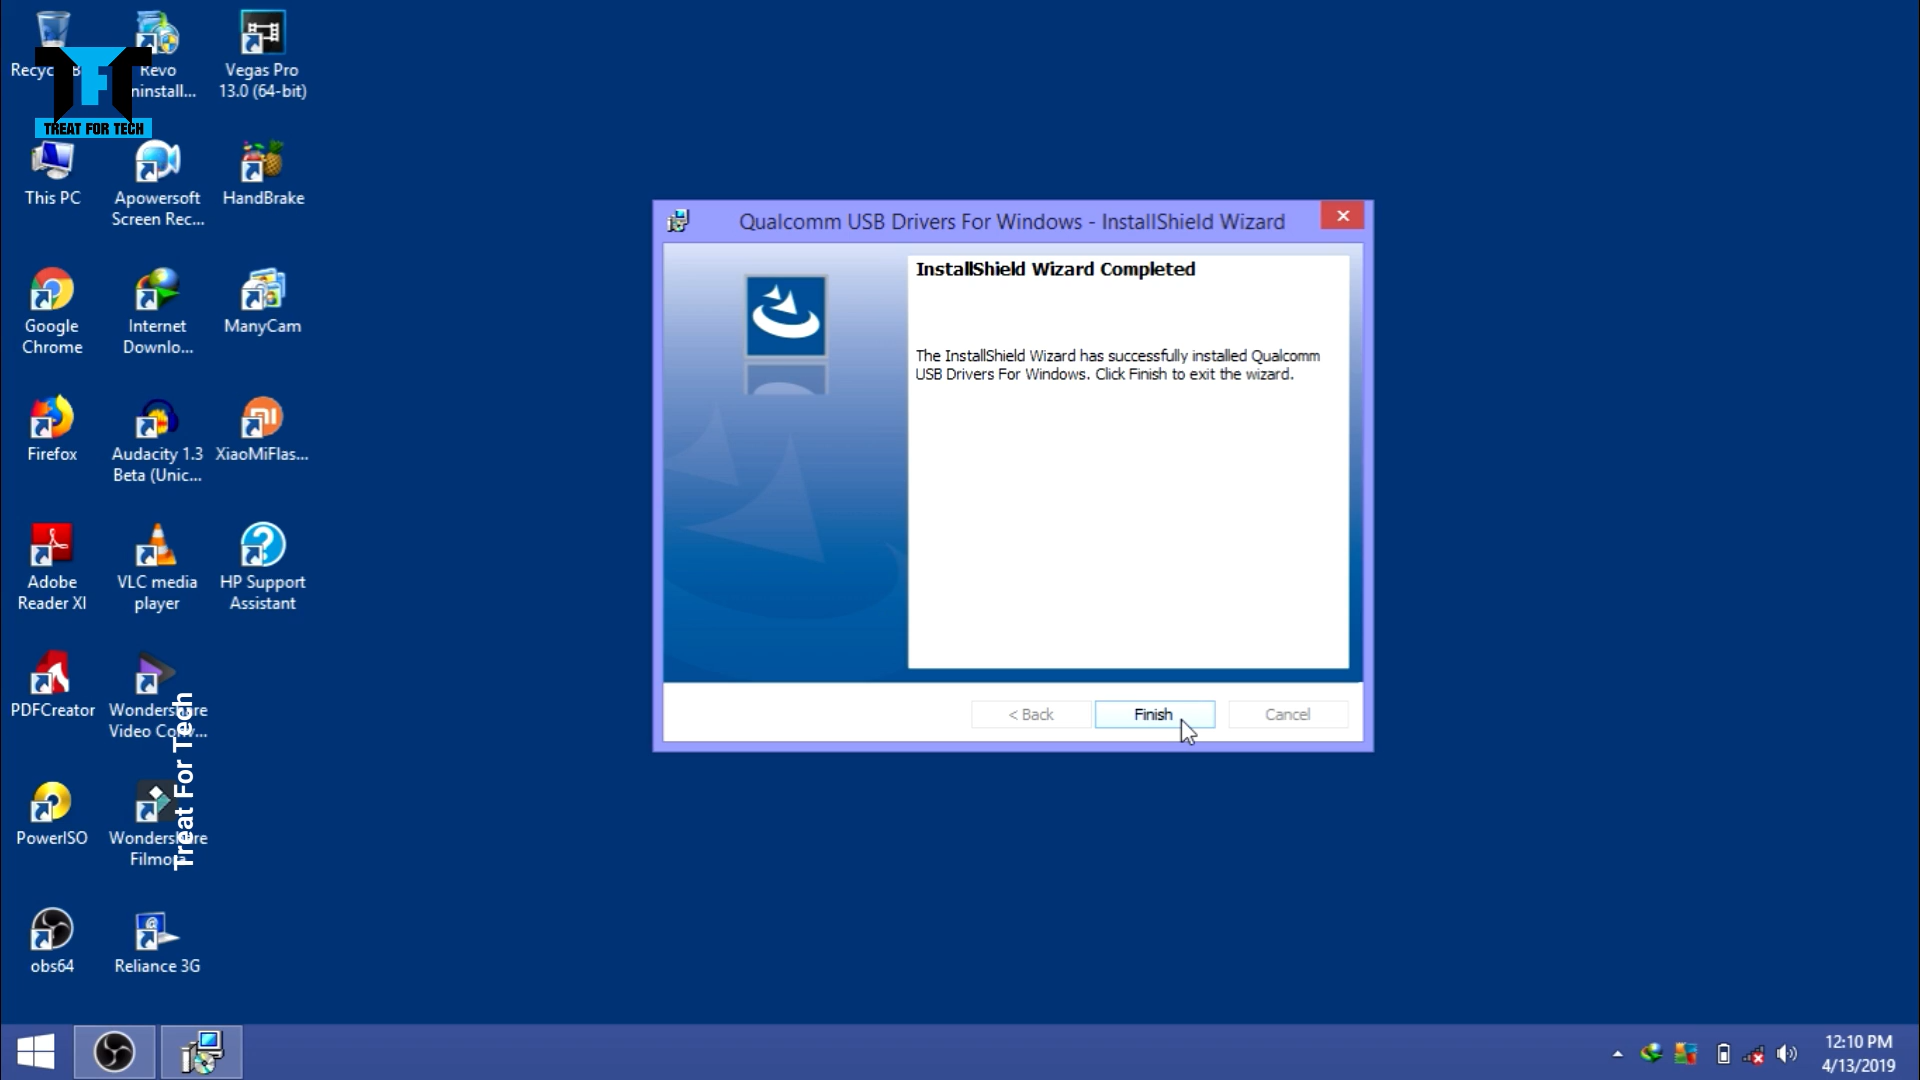 Revo
ninstall...
Vegas Pro
13.0 (64-bit)
TREAT FOR TECH
This PC
Apowersoft
Screen Rec...
HandBrake
Google
Chrome
Internet
Downlo...
ManyCam
Firefox
Audacity 1.3
Beta (Unic...
XiaoMiFlas...
Adobe
Reader XI
VLC media
player
HP Support
Assistant
PDFCreator
Wondershare
Video Conv...
PowerISO
Wondershare
Filmora
Treat For Tech
obs64
Reliance 3G
Qualcomm USB Drivers For Windows - InstallShield Wizard
InstallShield Wizard Completed
The InstallShield Wizard has successfully installed Qualcomm
USB Drivers For Windows. Click Finish to exit the wizard.
< Back
Finish
Cancel
12:10 PM
4/13/2019